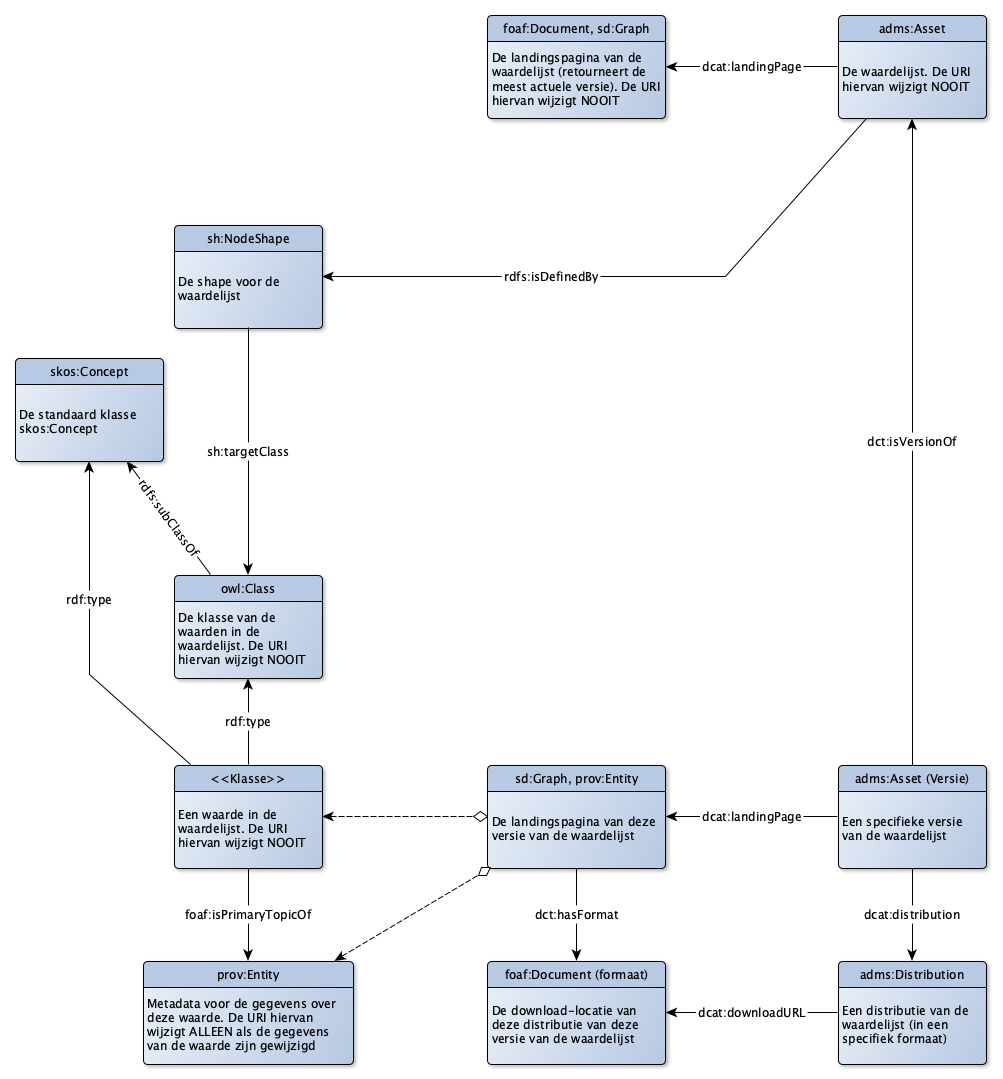 foaf:Document, sd:Graph
De landingspagina van de
waardelijst (retourneert de
meest actuele versie). De URI
hiervan wijzigt NOOIT
dcat:landingPage
adms:Asset
De waardelijst. De URI
hiervan wijzigt NOOIT
sh:NodeShape
De shape voor de
waardelijst
rdfs:isDefinedBy
skos:Concept
De standaard klasse
skos:Concept
sh:targetClass
dct:isVersionOf
rdfs:subClassOf
rdf:type
owl:Class
De klasse van de
waarden in de
waardelijst. De URI
hiervan wijzigt NOOIT
rdf:type
<<Klasse>>
Een waarde in de
waardelijst. De URI
hiervan wijzigt NOOIT
sd:Graph, prov:Entity
De landingspagina van deze
versie van de waardelijst
dcat:landingPage
adms:Asset (Versie)
Een specifieke versie
van de waardelijst
foaf:isPrimaryTopicOf
dct:hasFormat
dcat:distribution
prov:Entity
Metadata voor de gegevens over
deze waarde. De URI hiervan
wijzigt ALLEEN als de gegevens
van de waarde zijn gewijzigd
foaf:Document (formaat)
De download-locatie van
deze distributie van deze
versie van de waardelijst
dcat:downloadURL
adms:Distribution
Een distributie van de
waardelijst (in een
specifiek formaat)